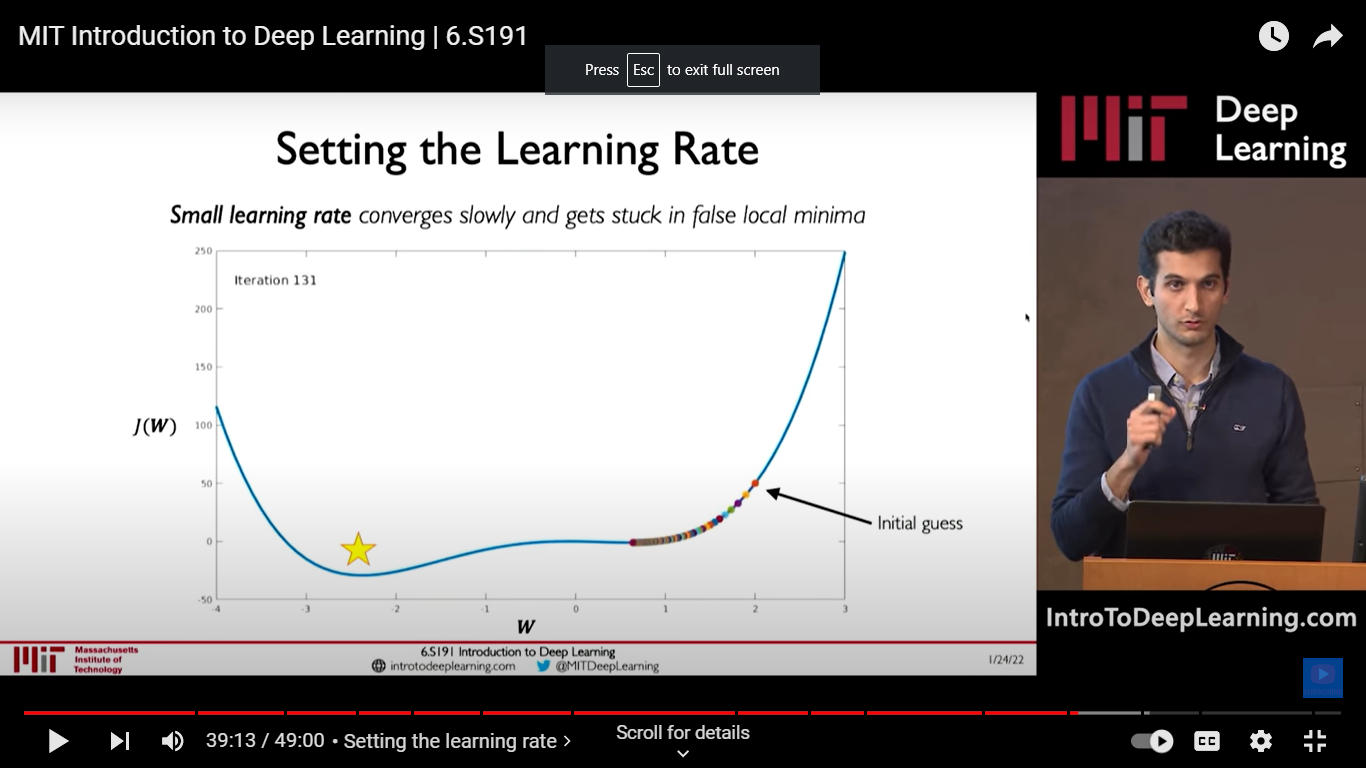 MIT Introduction to Deep Learning | 6.S191
Press Esc to exit full screen
MIT Deep
Learning
Setting the Learning Rate
Small learning rate converges slowly and gets stuck in false local minima
250
Iteration 131
200
150
J(W) 100
50
Initial guess
0
-50
-4 -3 -2 -1 0 1 2 3
W
IntroToDeepLearning.com
MIT Massachusetts
Institute of
Technology
6.S191 Introduction to Deep Learning
introtodeeplearning.com @MITDeepLearning
1/24/22
39:13 / 49:00 • Setting the learning rate >
Scroll for details
CC